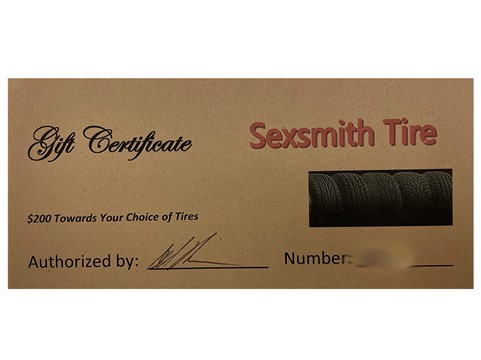 Gift Certificate
Sexsmith Tire
$200 Towards Your Choice of Tires
Authorized by:
Number: